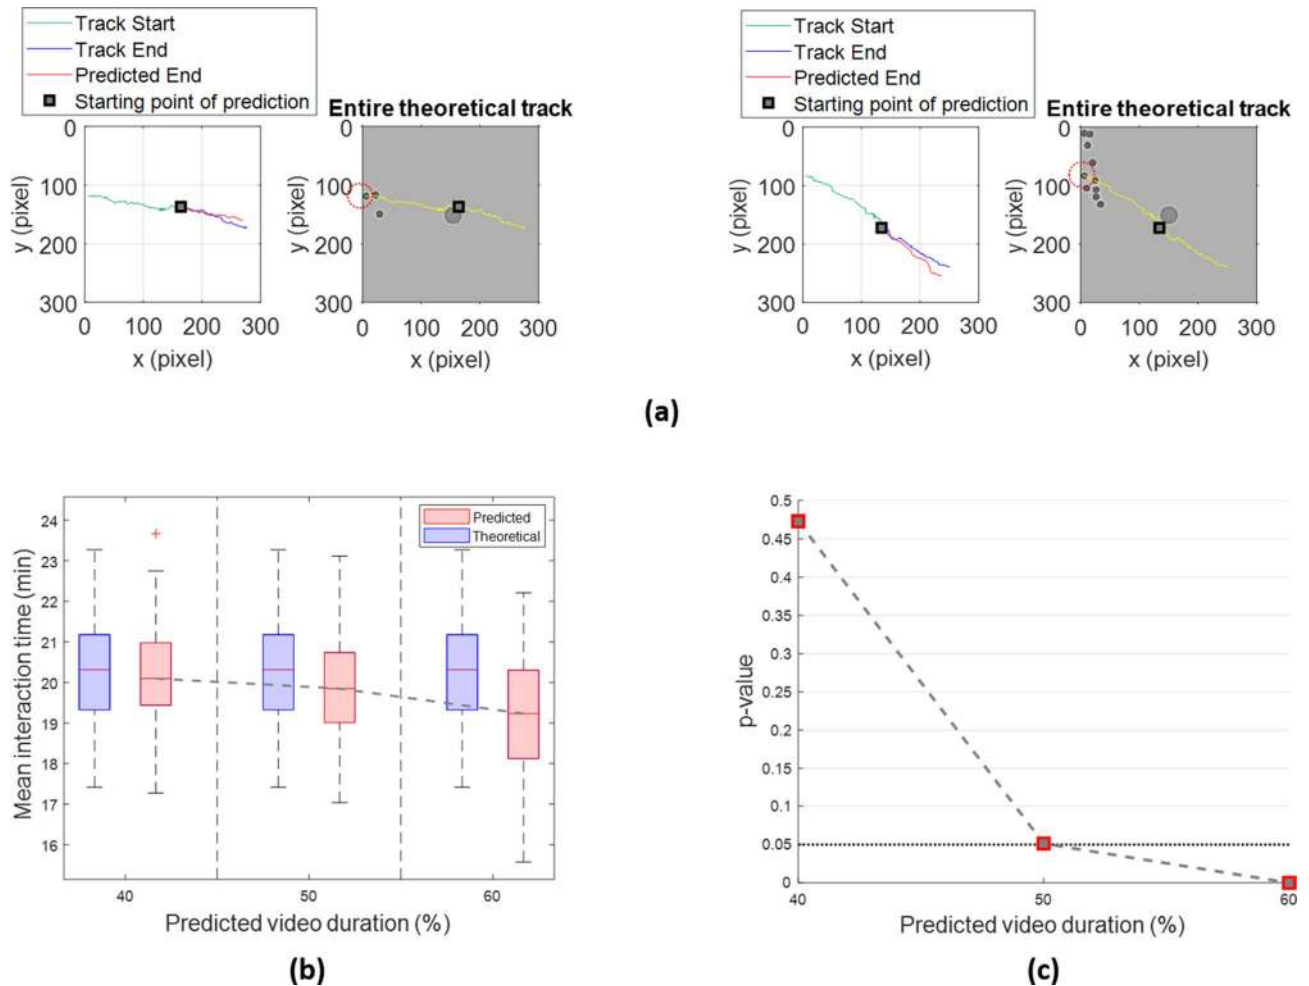 Track Start
Track End
Predicted End
Starting point of prediction
Entire theoretical track
0
100
200
300
y (pixel)
0 100 200 300
x (pixel)
0
100
200
300
y (pixel)
0 100 200 300
x (pixel)
Track Start
Track End
Predicted End
Starting point of prediction
Entire theoretical track
0
100
200
300
y (pixel)
0 100 200 300
x (pixel)
0
100
200
300
y (pixel)
0 100 200 300
x (pixel)
(a)
Predicted
Theoretical
24
23
22
21
20
19
18
17
16
Mean interaction time (min)
40 50 60
Predicted video duration (%)
(b)
0.5
0.45
0.4
0.35
0.3
0.25
0.2
0.15
0.1
0.05
0
p-value
40 50 60
Predicted video duration (%)
(c)